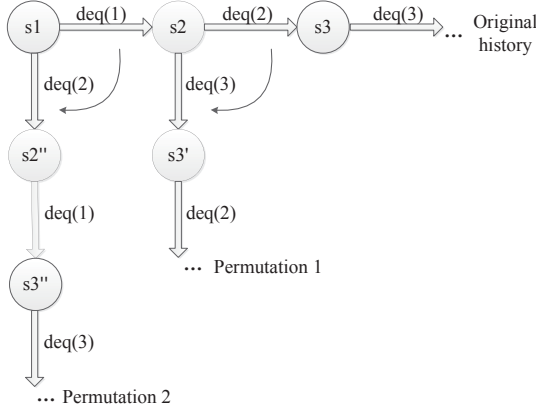 s1
deq(1)
s2
deq(2)
s3
deq(3)
... Original
history
deq(2)
deq(3)
s2''
s3'
deq(1)
deq(2)
... Permutation 1
s3''
deq(3)
... Permutation 2